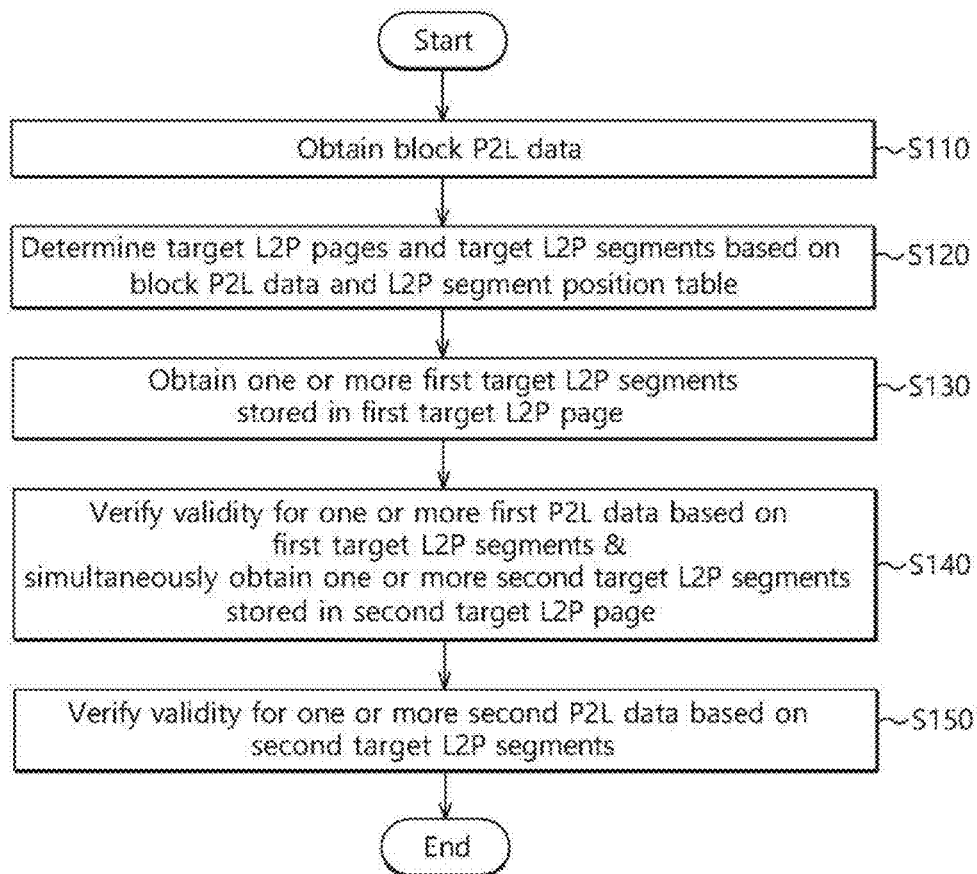 Start
Obtain block P2L data
S110
Determine target L2P pages and target L2P segments based on
block P2L data and L2P segment position table
S120
Obtain one or more first target L2P segments
stored in first target L2P page
S130
Verify validity for one or more first P2L data based on
first target L2P segments &
simultaneously obtain one or more second target L2P segments
stored in second target L2P page
S140
Verify validity for one or more second P2L data based on
second target L2P segments
S150
End